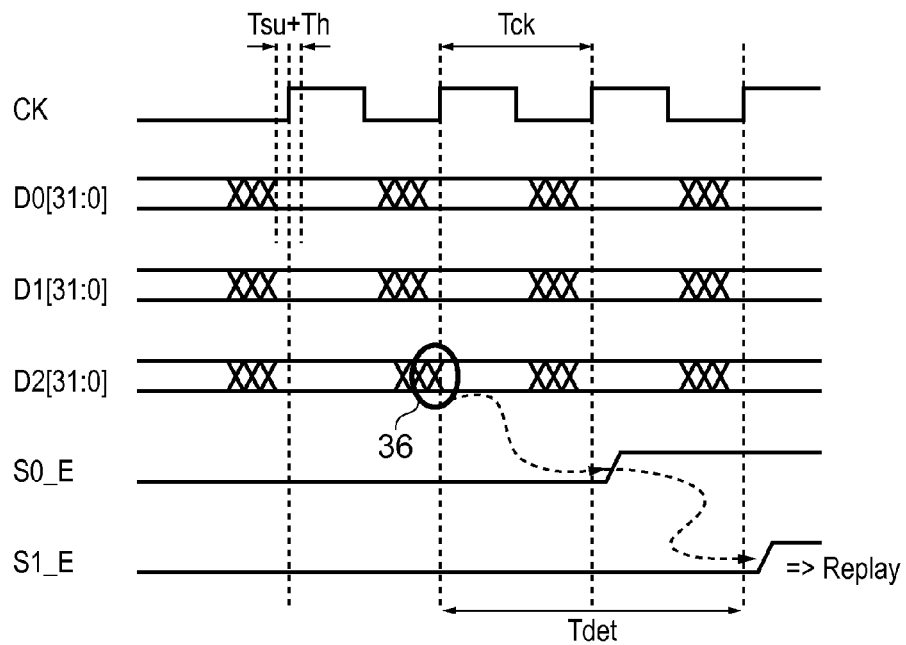 Tsu+Th
Tck
CK
D0[31:0]
D1[31:0]
D2[31:0]
36
S0_E
S1_E
=> Replay
Tdet